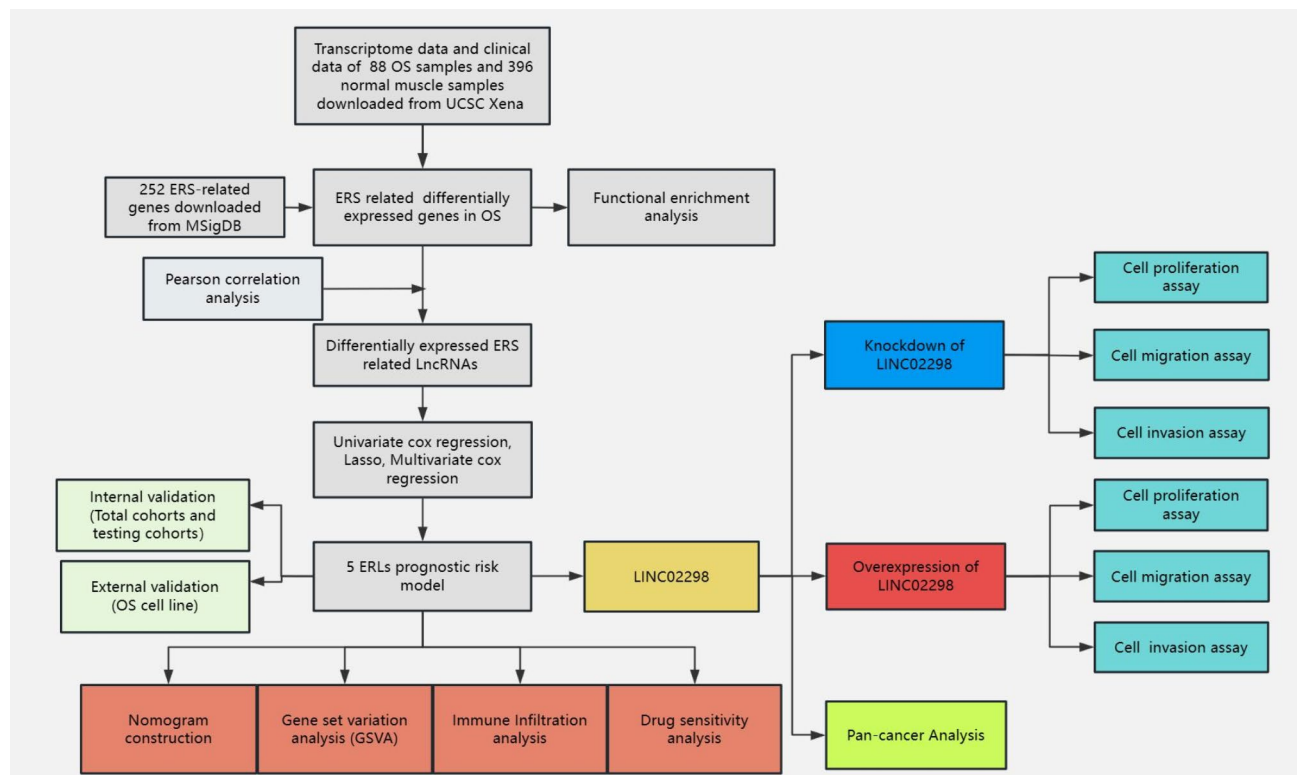 Transcriptome data and clinical
data of 88 OS samples and 396
normal muscle samples
downloaded from UCSC Xena
252 ERS-related
genes downloaded
from MSigDB
ERS related differentially
expressed genes in OS
Functional enrichment
analysis
Pearson correlation
analysis
Differentially expressed ERS
related LncRNAs
Univariate cox regression,
Lasso, Multivariate cox
regression
Internal validation
(Total cohorts and
testing cohorts)
External validation
(OS cell line)
5 ERLs prognostic risk
model
LINC02298
Nomogram
construction
Gene set variation
analysis (GSVA)
Immune Infiltration
analysis
Drug sensitivity
analysis
Knockdown of
LINC02298
Cell proliferation
assay
Cell migration assay
Cell invasion assay
Overexpression of
LINC02298
Cell proliferation
assay
Cell migration assay
Cell invasion assay
Pan-cancer Analysis